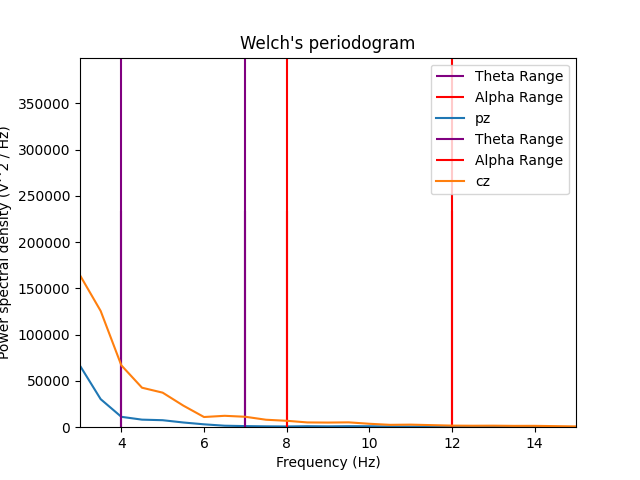 Welch's periodogram
Power spectral density (V**2 / Hz)
350000
300000
250000
200000
150000
100000
50000
0
4
6
8
10
12
14
Frequency (Hz)
Theta Range
Alpha Range
pz
Theta Range
Alpha Range
cz